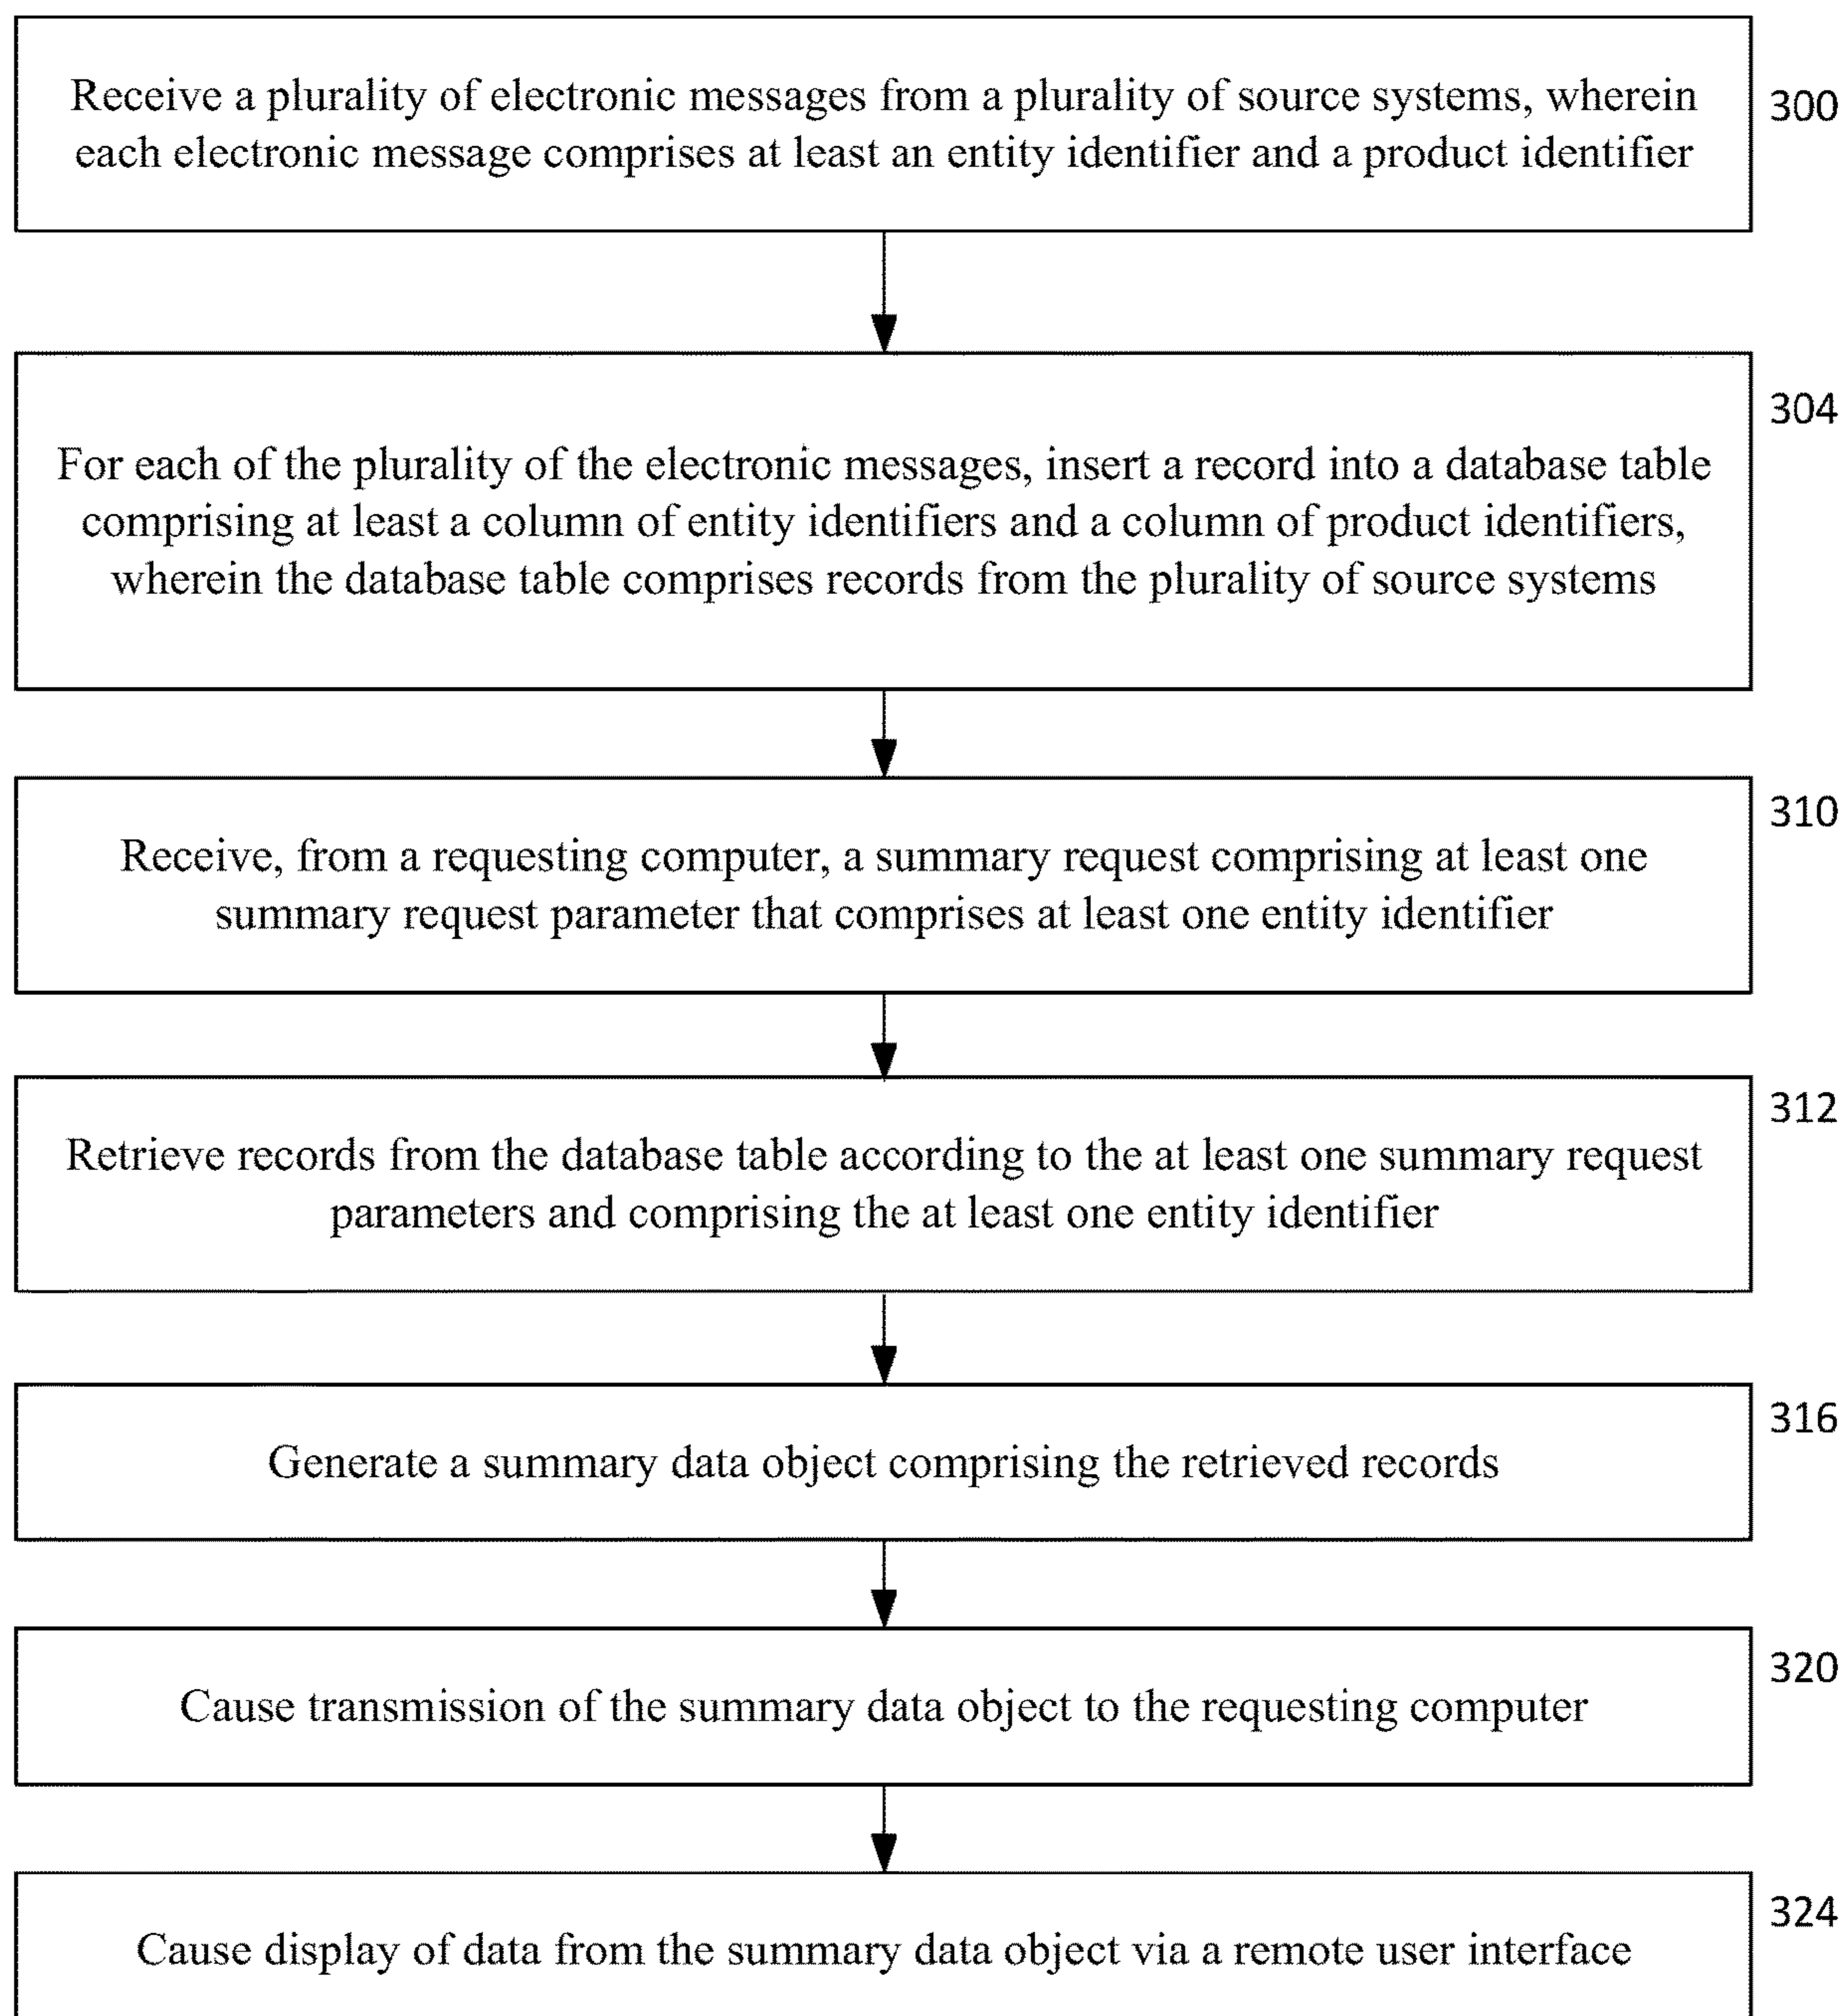 Receive a plurality of electronic messages from a plurality of source systems, wherein
each electronic message comprises at least an entity identifier and a product identifier
300
For each of the plurality of the electronic messages, insert a record into a database table
comprising at least a column of entity identifiers and a column of product identifiers,
wherein the database table comprises records from the plurality of source systems
304
Receive, from a requesting computer, a summary request comprising at least one
summary request parameter that comprises at least one entity identifier
310
Retrieve records from the database table according to the at least one summary request
parameters and comprising the at least one entity identifier
312
Generate a summary data object comprising the retrieved records
316
Cause transmission of the summary data object to the requesting computer
320
Cause display of data from the summary data object via a remote user interface
324